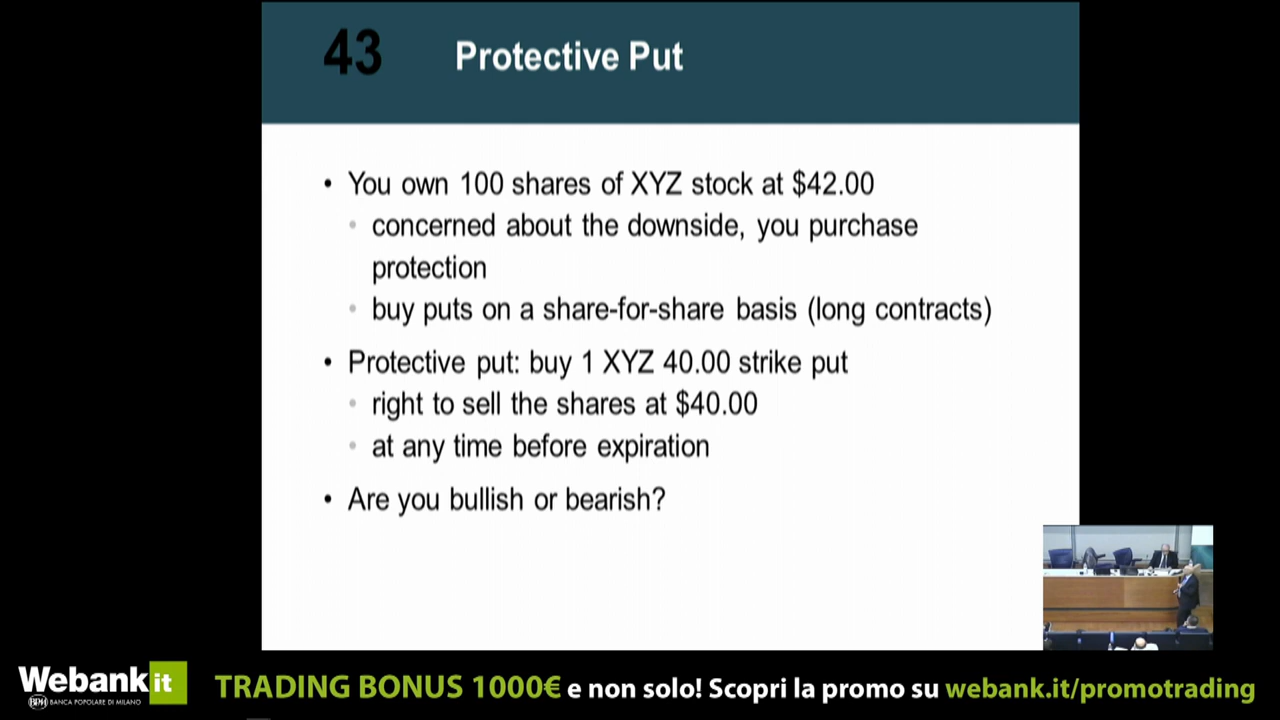 43 Protective Put
• You own 100 shares of XYZ stock at $42.00
• concerned about the downside, you purchase
protection
• buy puts on a share-for-share basis (long contracts)
• Protective put: buy 1 XYZ 40.00 strike put
• right to sell the shares at $40.00
• at any time before expiration
• Are you bullish or bearish?
Webank it
BPM BANCA POPOLARE DI MILANO
TRADING BONUS 1000€ e non solo! Scopri la promo su webank.it/promotrading